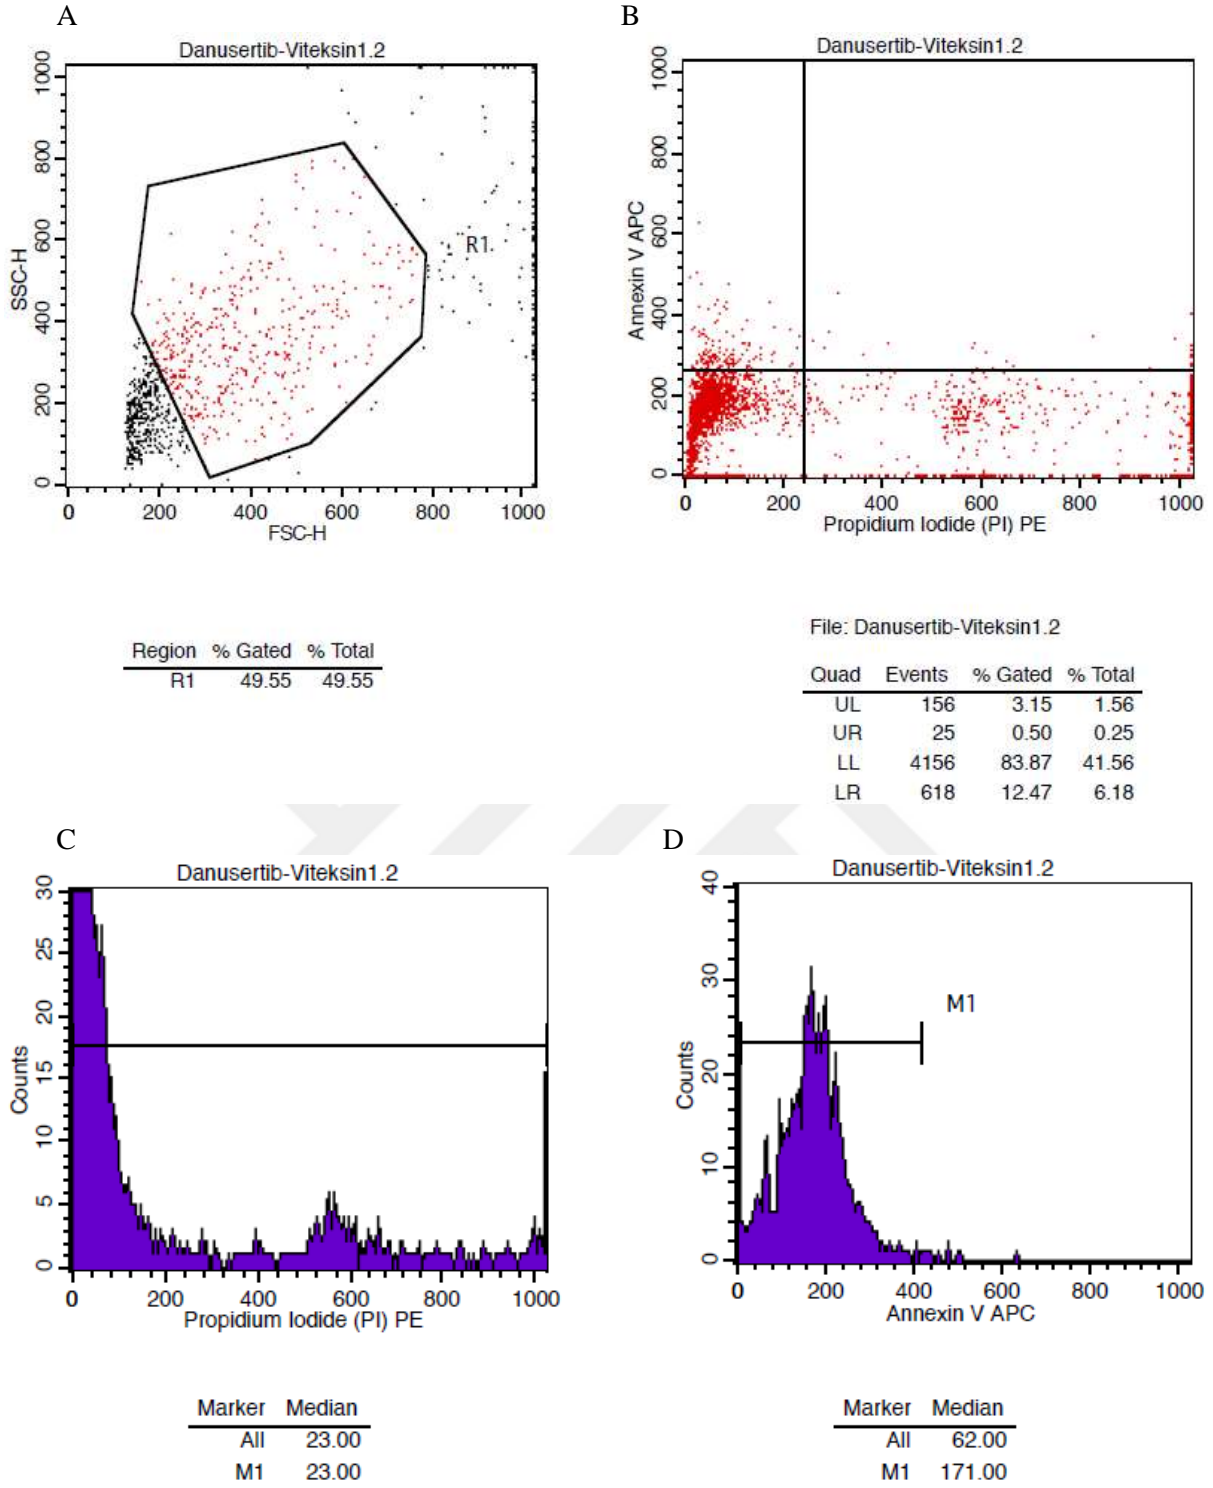 A
Danusertib-Viteksin1.2
1000
800
600
400
200
0
SSC-H
R1
0 200 400 600 800 1000
FSC-H
Region % Gated % Total
R1 49.55 49.55
B
Danusertib-Viteksin1.2
1000
800
600
400
200
0
Annexin V APC
0 200 400 600 800 1000
Propidium Iodide (PI) PE
File: Danusertib-Viteksin1.2
Quad Events % Gated % Total
UL 156 3.15 1.56
UR 25 0.50 0.25
LL 4156 83.87 41.56
LR 618 12.47 6.18
C
Danusertib-Viteksin1.2
30
25
20
15
10
5
0
Counts
0 200 400 600 800 1000
Propidium Iodide (PI) PE
Marker Median
All 23.00
M1 23.00
D
Danusertib-Viteksin1.2
40
30
20
10
0
Counts
M1
0 200 400 600 800 1000
Annexin V APC
Marker Median
All 62.00
M1 171.00